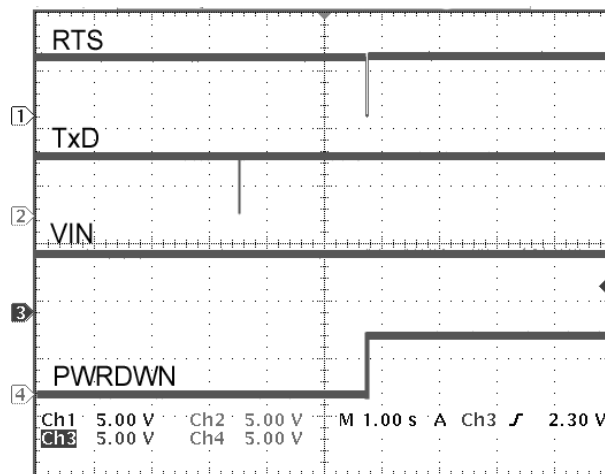 RTS
1
TxD
2
VIN
3
PWRDWN
4
Ch1 5.00 V Ch2 5.00 V M 1.00 s A Ch3 2.30 V
Ch3 5.00 V Ch4 5.00 V